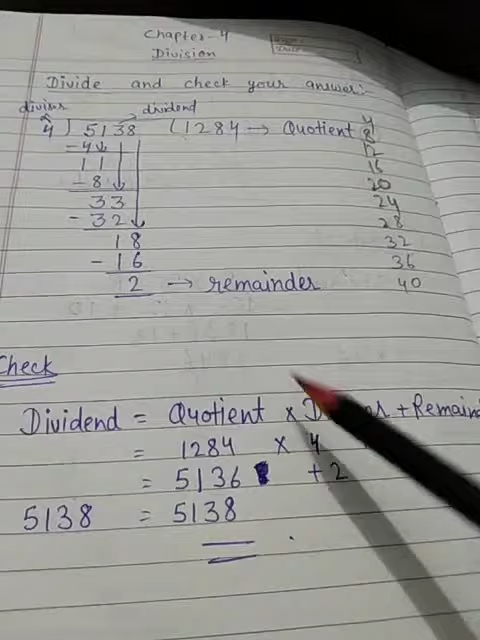 Chapter-4
Division
Divide and check your answer:-
divisor dividend
4 ) 5138 ( 1284 → Quotient
- 4
11
- 8
33
- 32
18
- 16
2 → remainder
4
8
12
16
20
24
28
32
36
40
Check
Dividend = Quotient × +
= 1284 × 4
= 5136 + 2
5138 = 5138